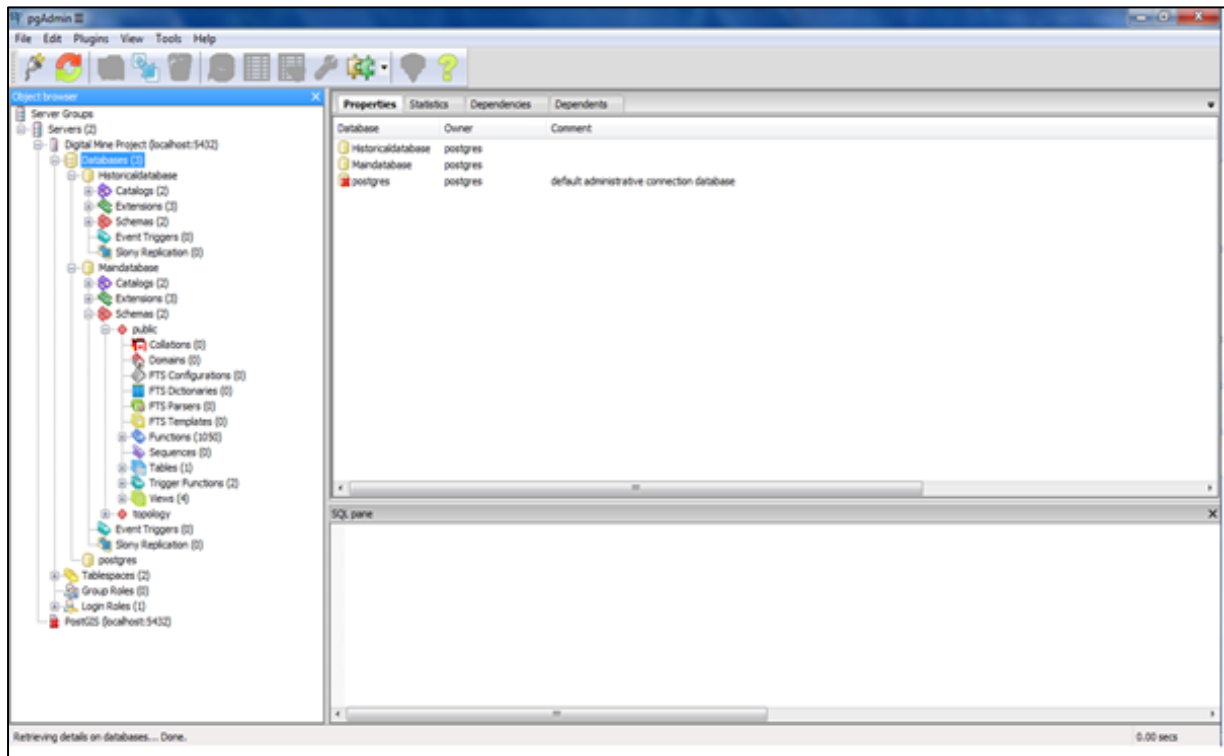 pgAdmin III
File Edit Plugins View Tools Help
Object browser
Server Groups
Servers (2)
Digital Mine Project (localhost:5432)
Databases (3)
Historicaldatabase
Catalogs (2)
Extensions (3)
Schemas (2)
Event Triggers (0)
Slony Replication (0)
Maindatabase
Catalogs (2)
Extensions (3)
Schemas (2)
public
Collations (0)
Domains (0)
FTS Configurations (0)
FTS Dictionaries (0)
FTS Parsers (0)
FTS Templates (0)
Functions (1050)
Sequences (0)
Tables (1)
Trigger Functions (2)
Views (4)
topology
Event Triggers (0)
Slony Replication (0)
postgres
Tablespaces (2)
Group Roles (0)
Login Roles (1)
PostGIS (localhost:5432)
Properties Statistics Dependencies Dependents
Database Owner Comment
Historicaldatabase postgres
Maindatabase postgres
postgres postgres default administrative connection database
SQL pane
Retrieving details on databases... Done. 0.00 secs